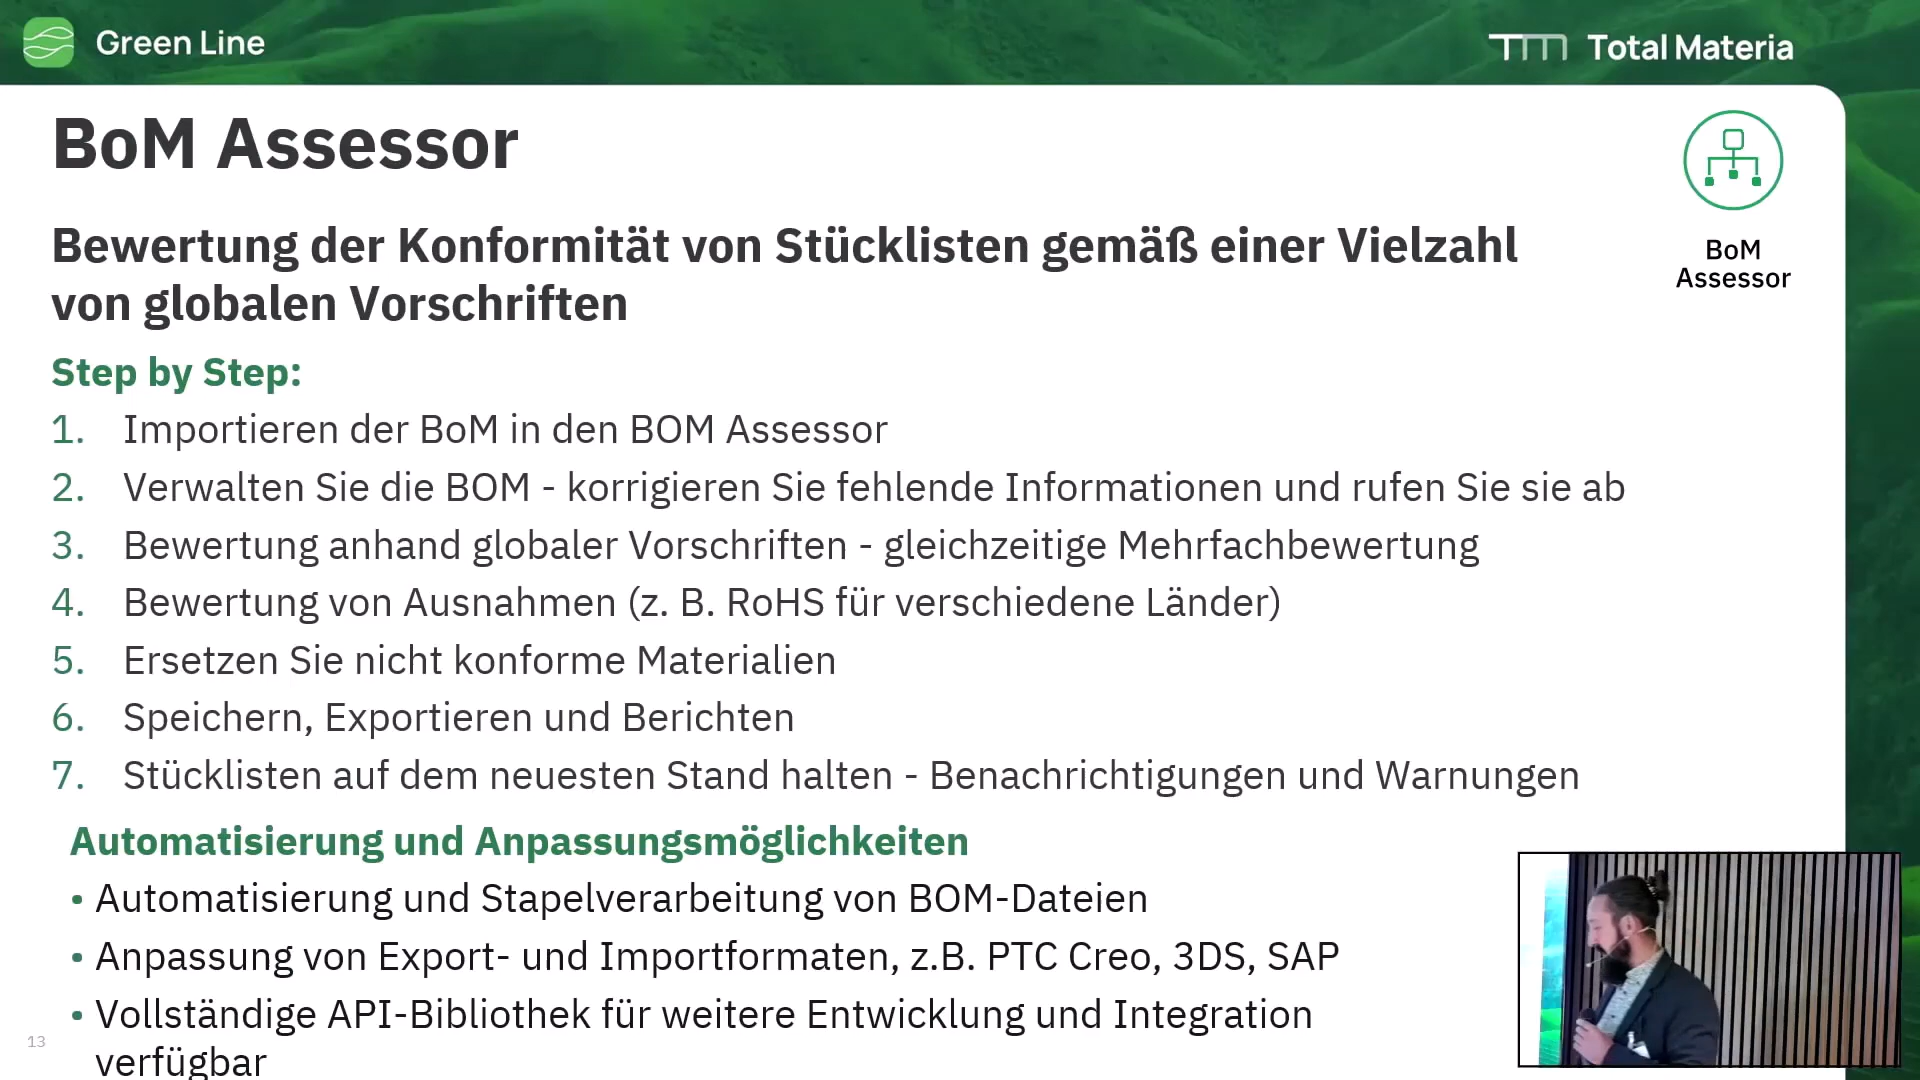 Green Line
TM Total Materia
BoM Assessor
BoM
Assessor
Bewertung der Konformität von Stücklisten gemäß einer Vielzahl
von globalen Vorschriften
Step by Step:
1. Importieren der BoM in den BOM Assessor
2. Verwalten Sie die BOM - korrigieren Sie fehlende Informationen und rufen Sie sie ab
3. Bewertung anhand globaler Vorschriften - gleichzeitige Mehrfachbewertung
4. Bewertung von Ausnahmen (z. B. RoHS für verschiedene Länder)
5. Ersetzen Sie nicht konforme Materialien
6. Speichern, Exportieren und Berichten
7. Stücklisten auf dem neuesten Stand halten - Benachrichtigungen und Warnungen
Automatisierung und Anpassungsmöglichkeiten
• Automatisierung und Stapelverarbeitung von BOM-Dateien
• Anpassung von Export- und Importformaten, z.B. PTC Creo, 3DS, SAP
• Vollständige API-Bibliothek für weitere Entwicklung und Integration
verfügbar
13